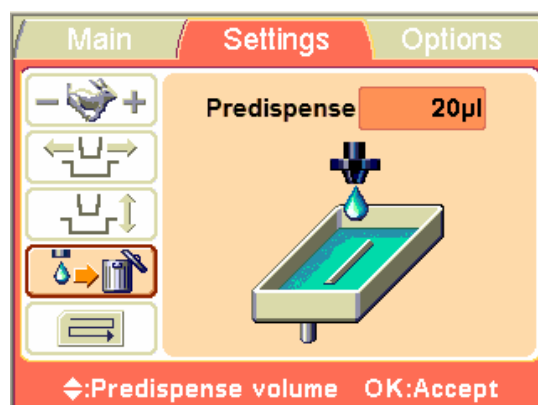 Main Settings Options
Predispense 20µl
:Predispense volume OK:Accept